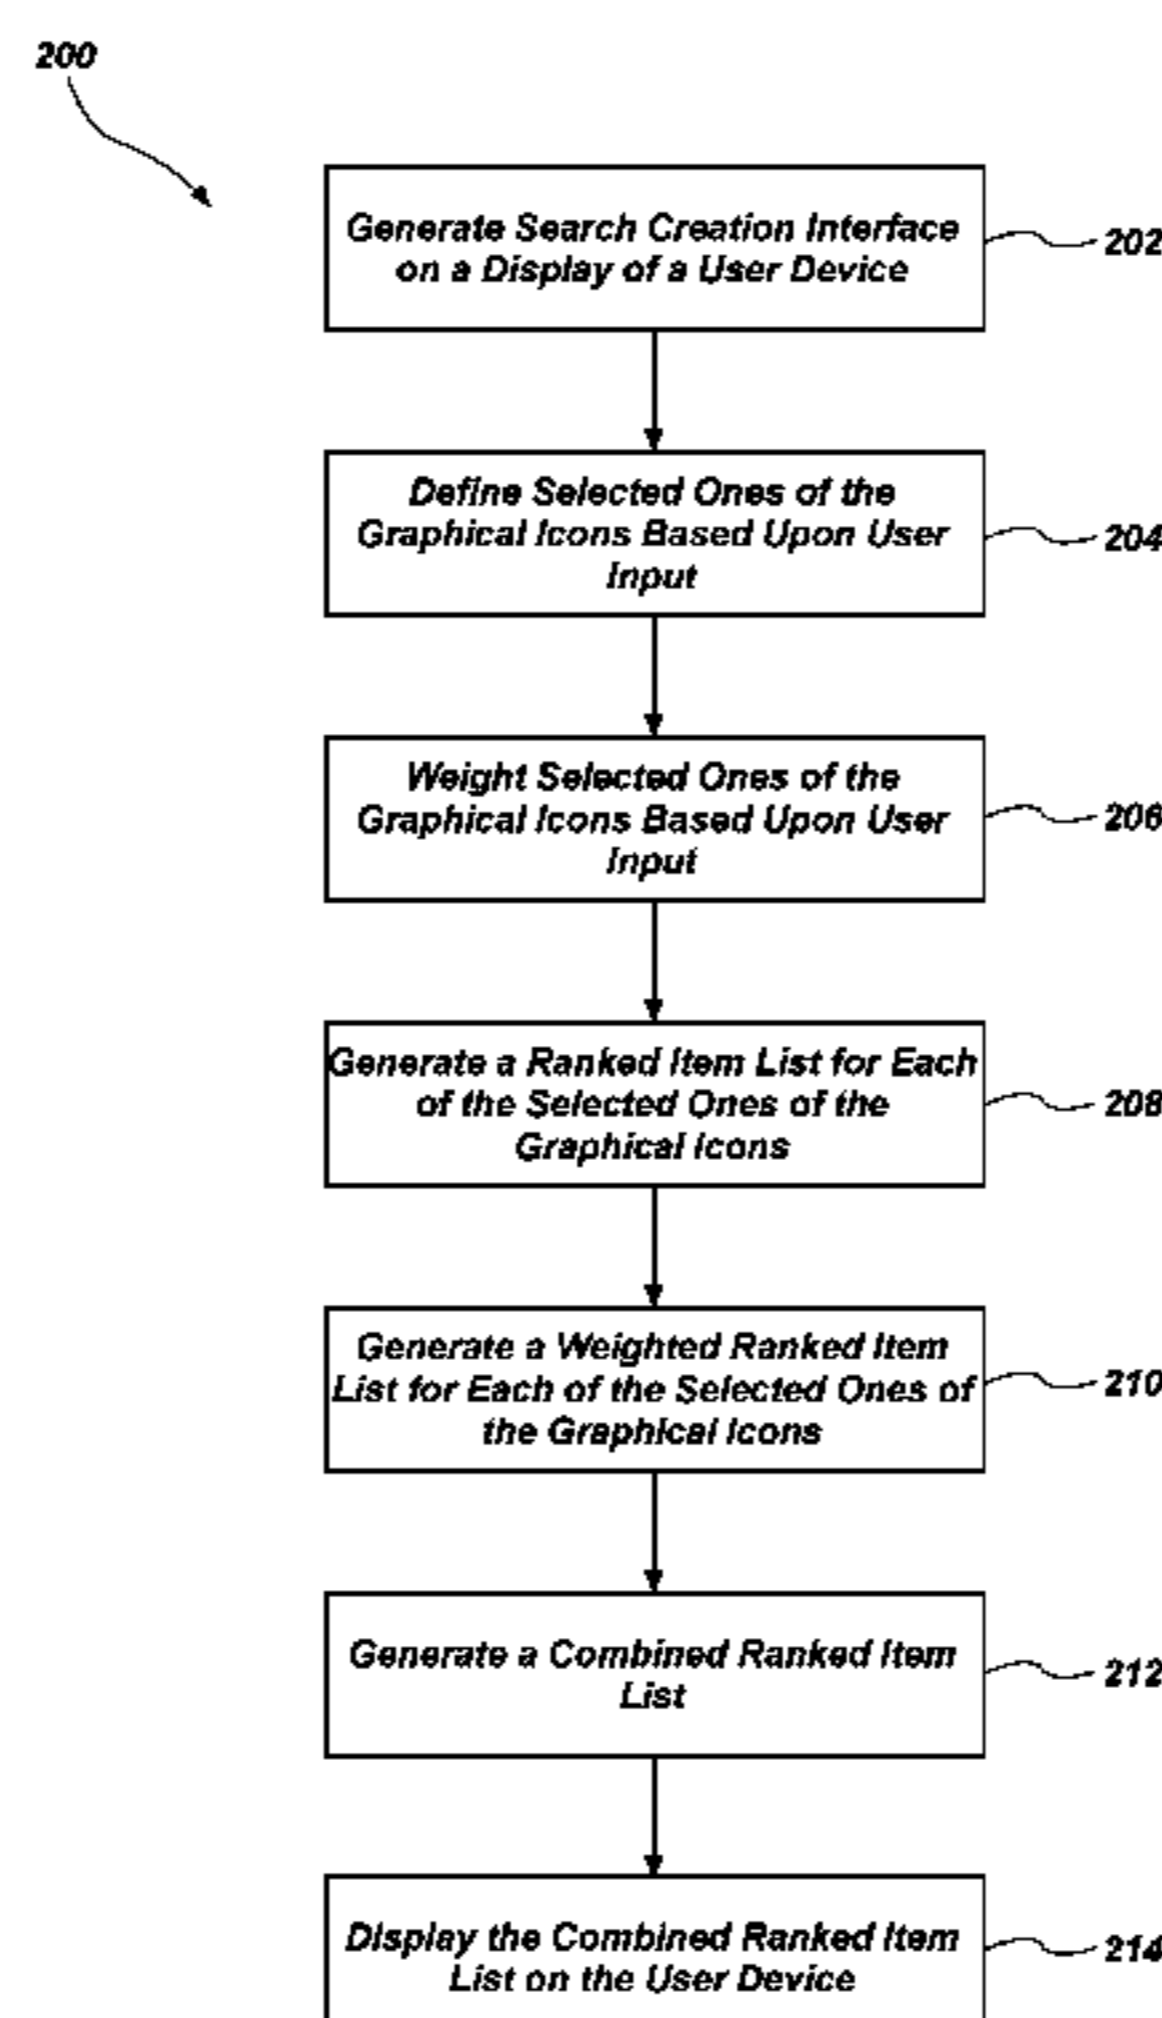 200
Generate Search Creation Interface
on a Display of a User Device
202
Define Selected Ones of the
Graphical Icons Based Upon User
Input
204
Weight Selected Ones of the
Graphical Icons Based Upon User
Input
206
Generate a Ranked Item List for Each
of the Selected Ones of the
Graphical Icons
208
Generate a Weighted Ranked Item
List for Each of the Selected Ones of
the Graphical Icons
210
Generate a Combined Ranked Item
List
212
Display the Combined Ranked Item
List on the User Device
214